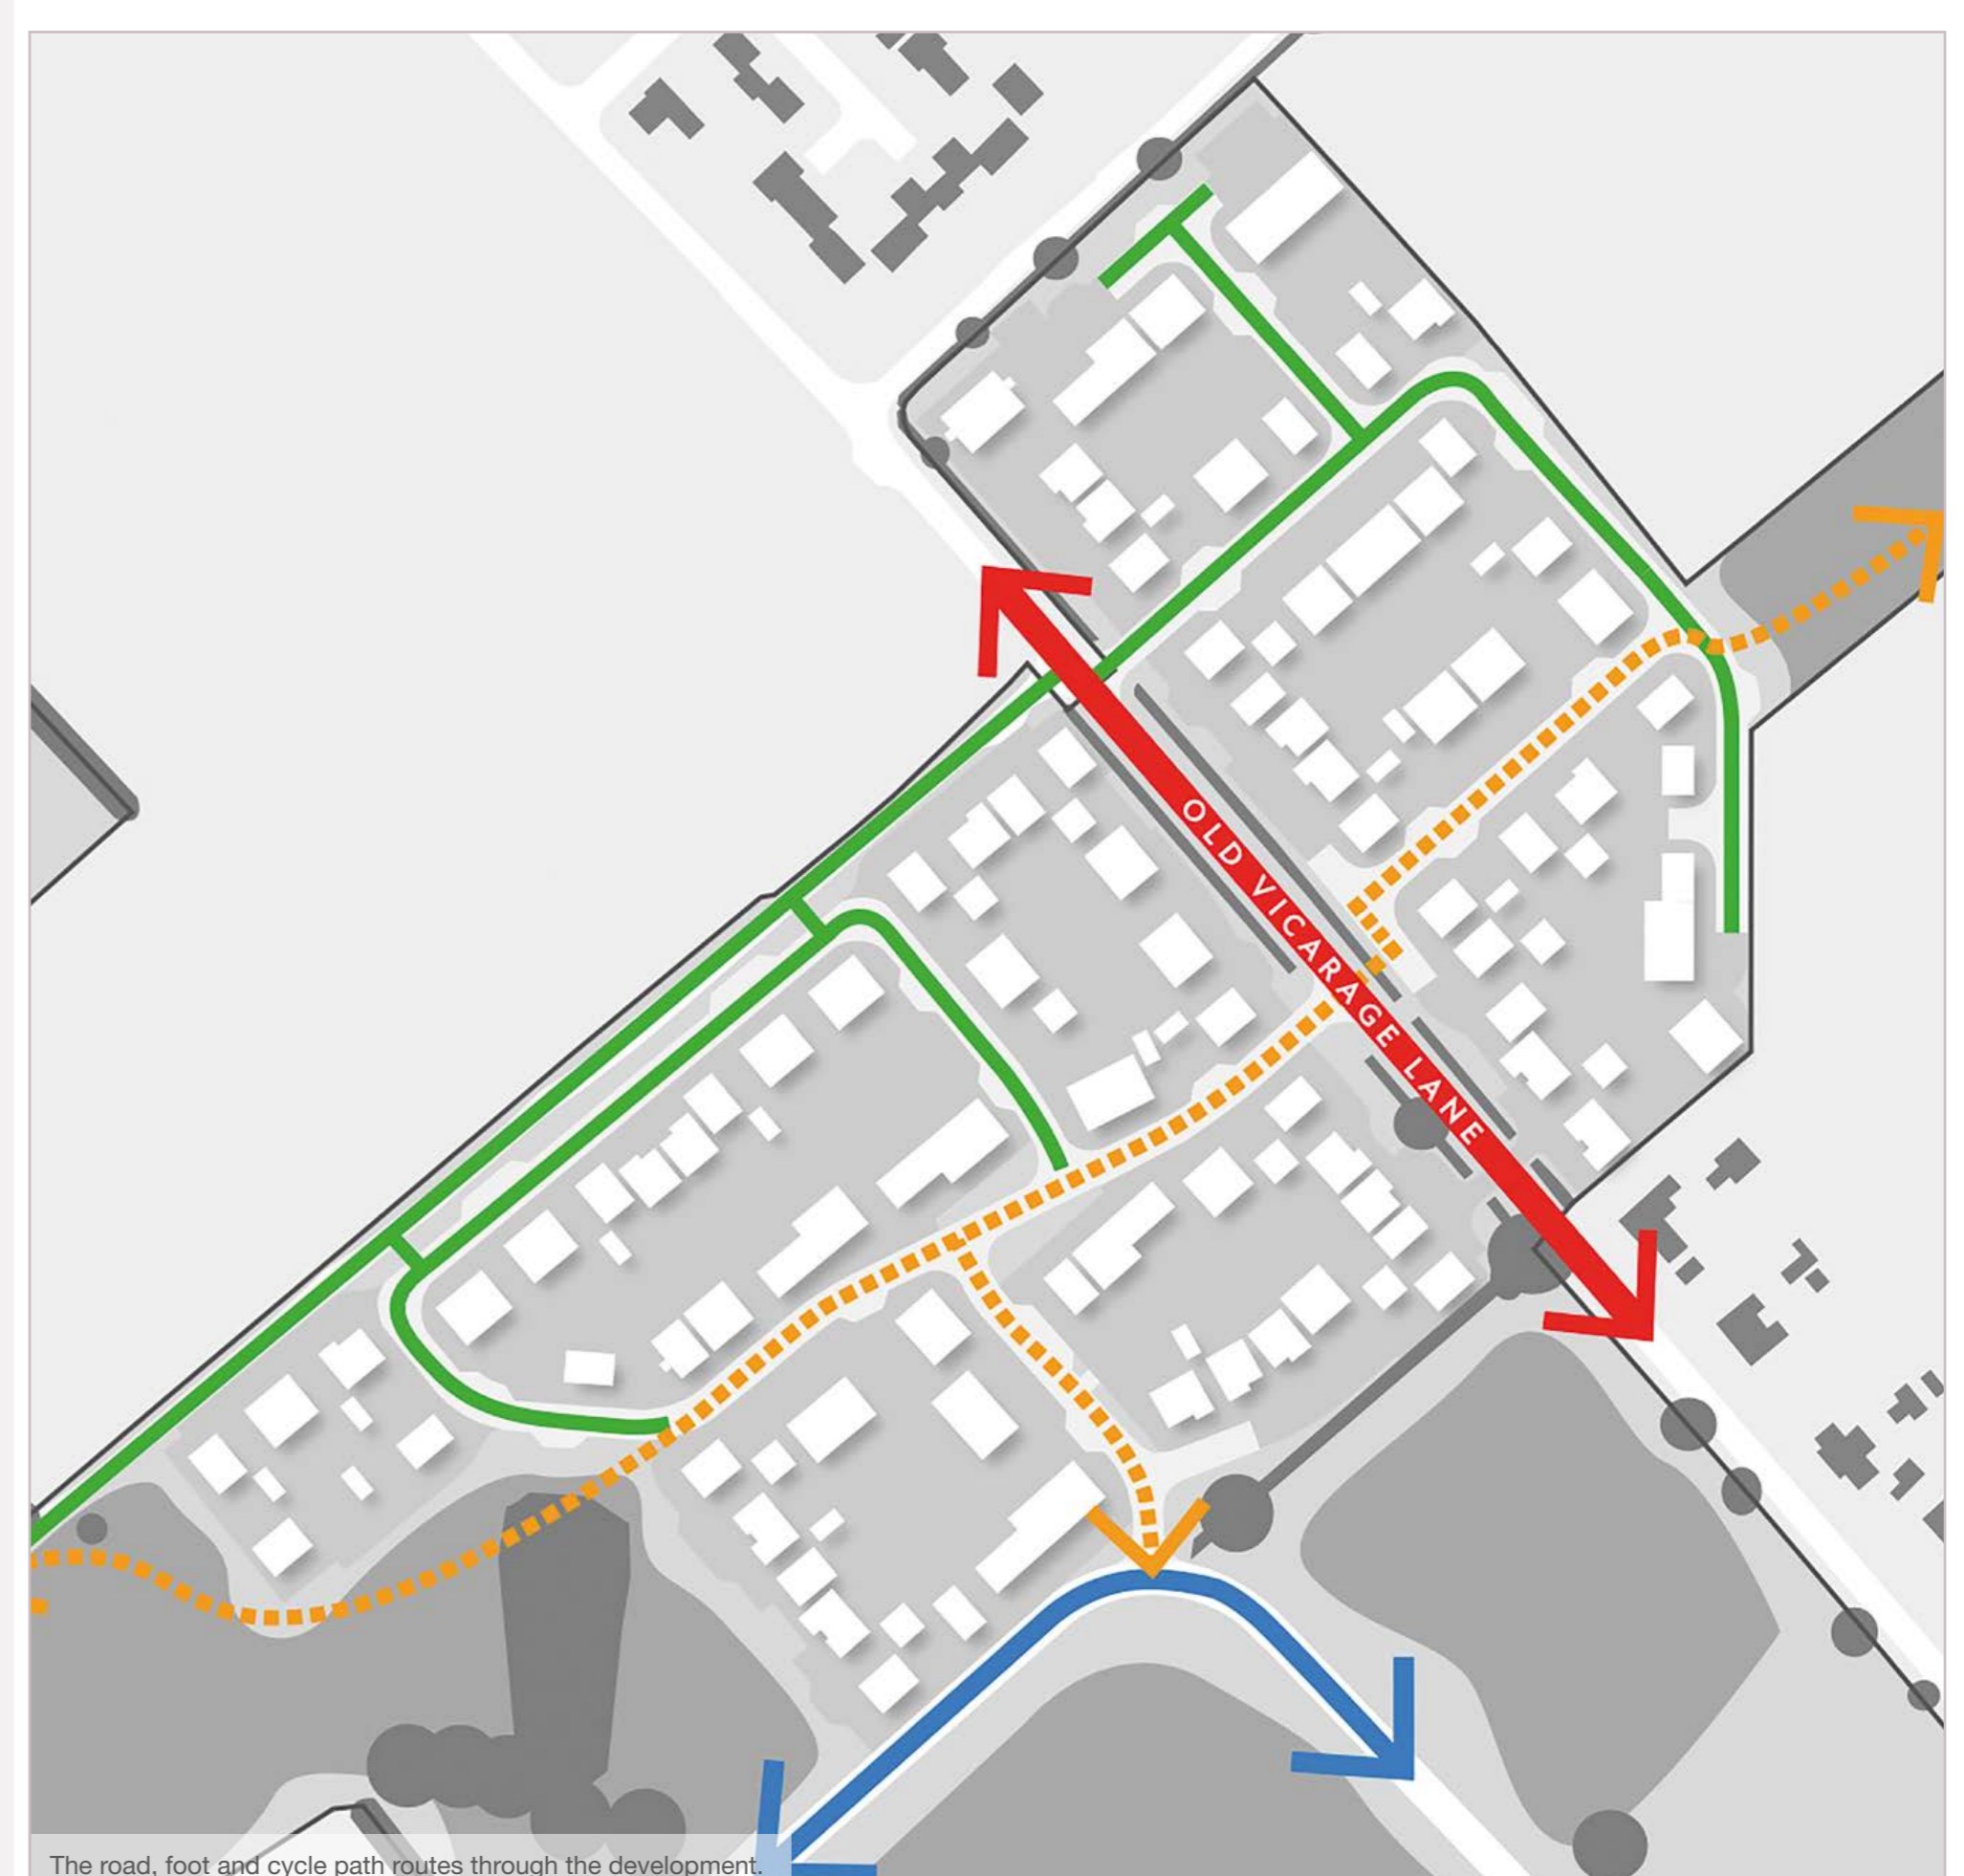 OLD VICARAGE LANE
The road, foot and cycle path routes through the development.